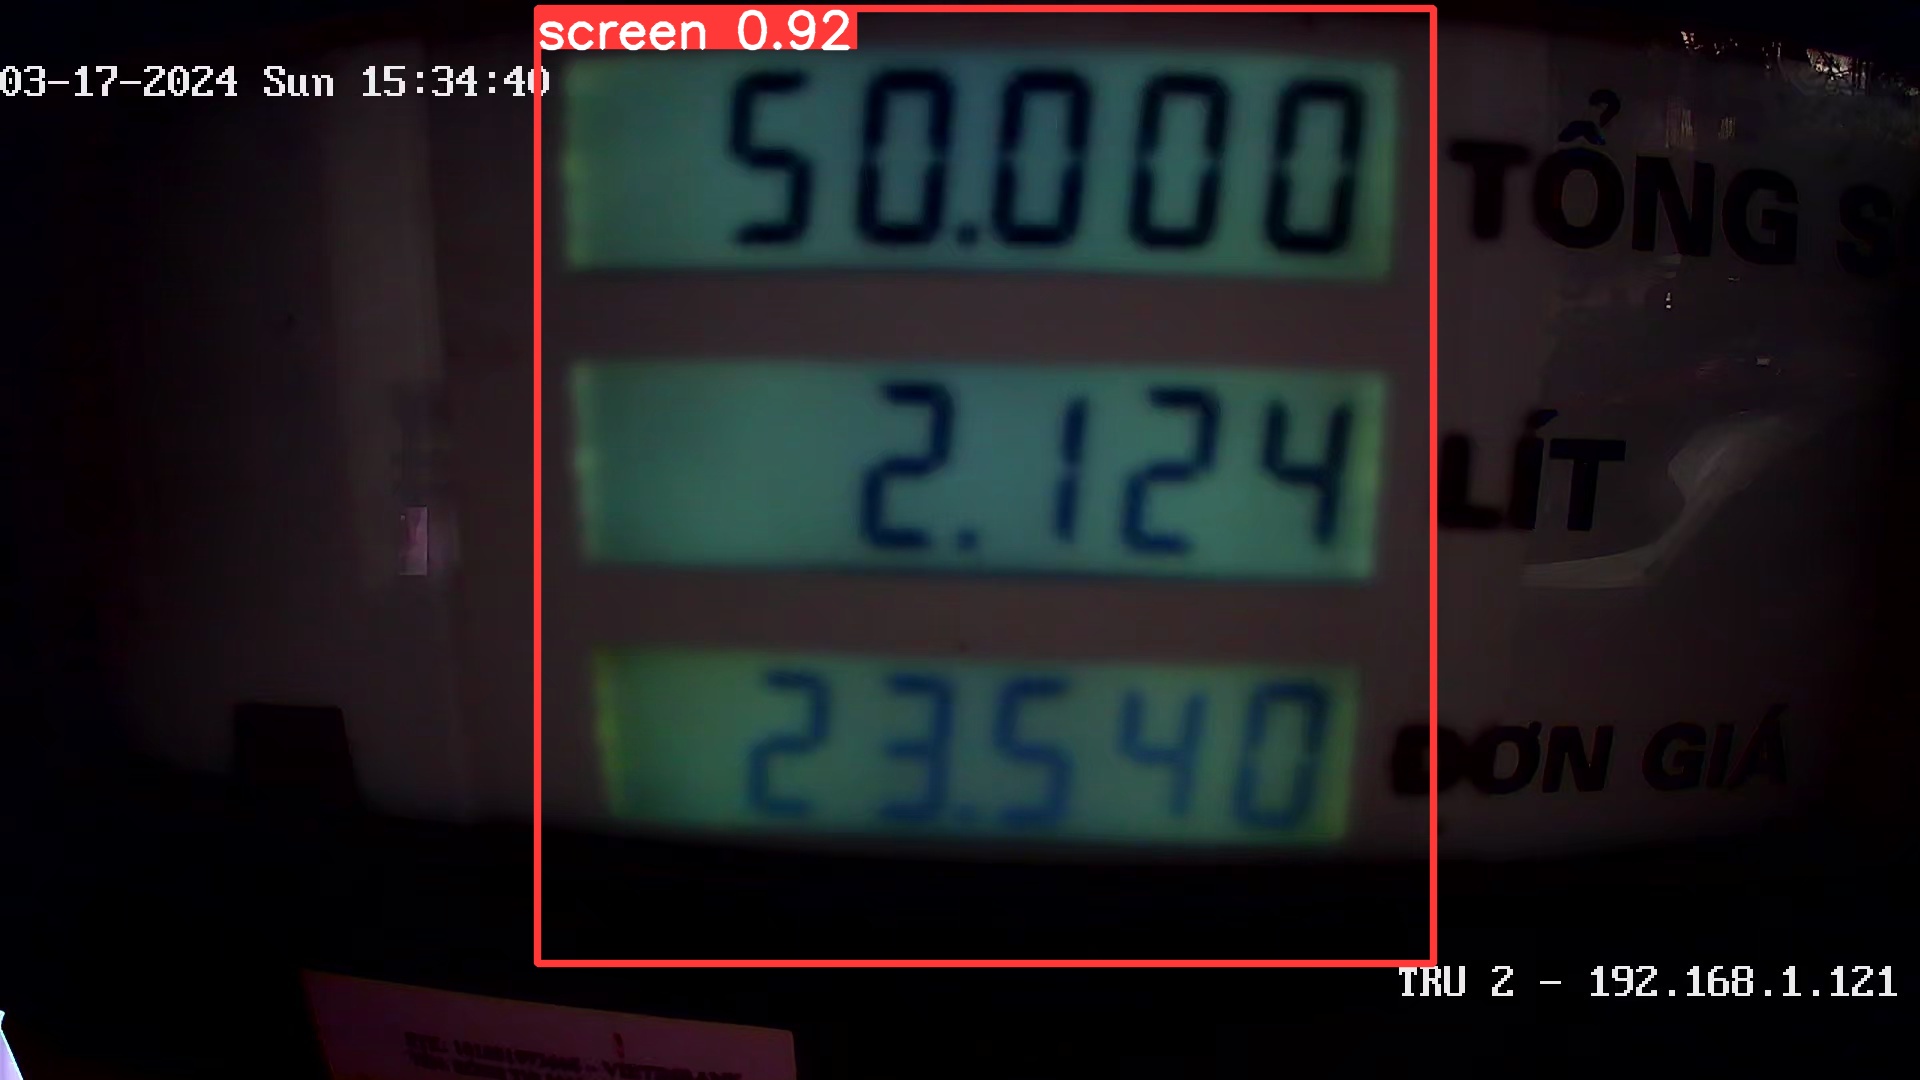 screen 0.92
03-17-2024 Sun 15:34:40
50.000
TỔNG S
2.124
LÍT
23.540
ĐƠN GIÁ
TRU 2 - 192.168.1.121